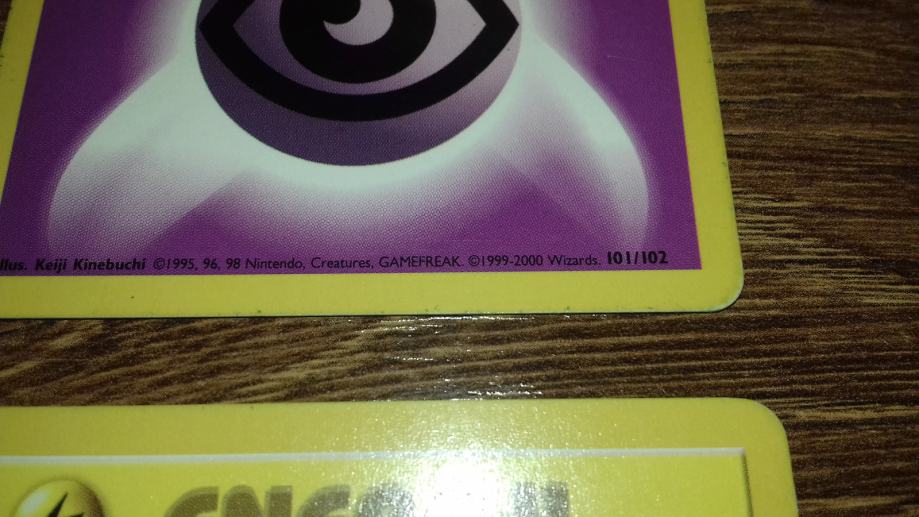 llus. Keiji Kinebuchi ©1995, 96, 98 Nintendo, Creatures, GAMEFREAK. ©1999-2000 Wizards. 101/102